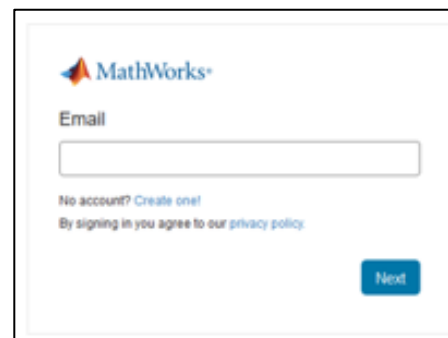 MathWorks®
Email
No account? Create one!
By signing in you agree to our privacy policy.
Next